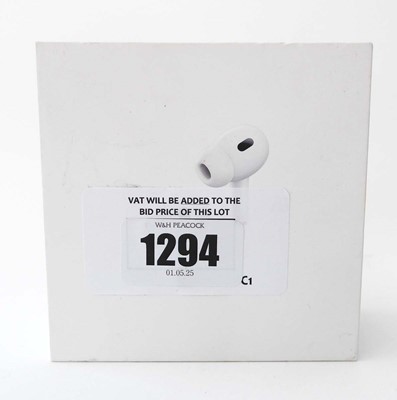 VAT WILL BE ADDED TO THE
BID PRICE OF THIS LOT
W&H PEACOCK
1294
01.05.25
C1